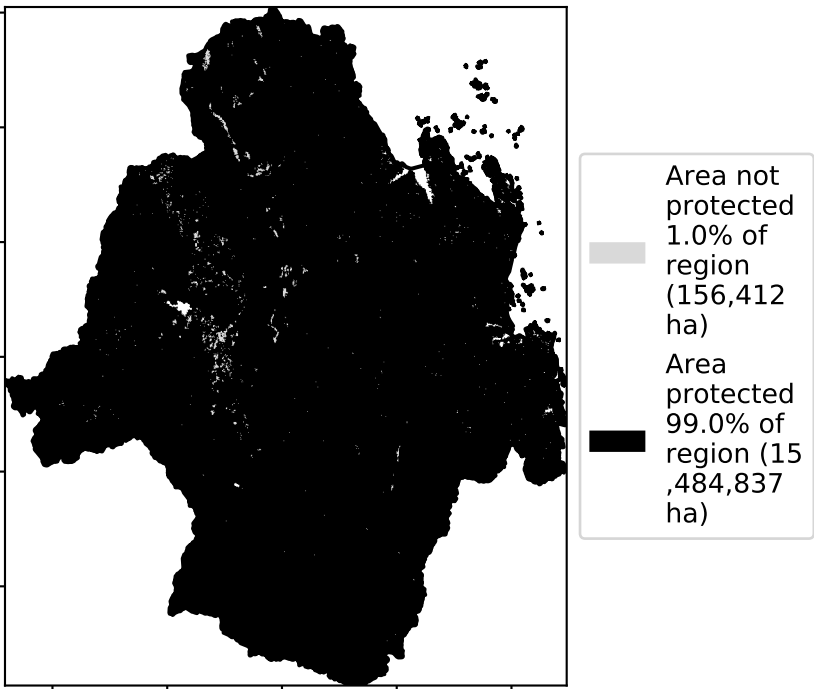 Area not
protected
1.0% of
region
(156,412
ha)
Area
protected
99.0% of
region (15
,484,837
ha)